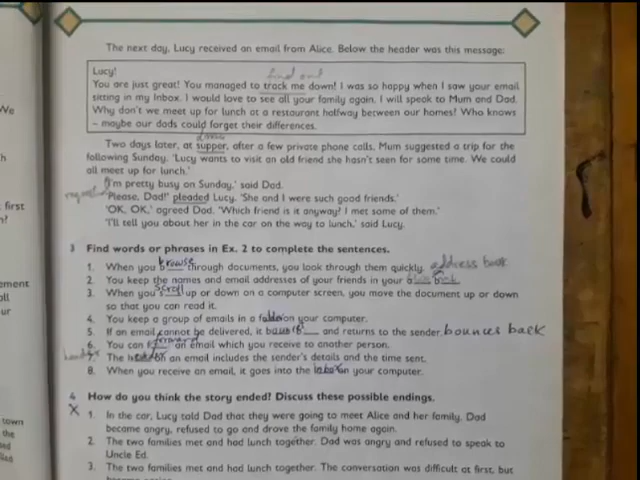 The next day, Lucy received an email from Alice. Below the header was this message:
find out
Lucy!
You are just great! You managed to track me down! I was so happy when I saw your email
sitting in my Inbox. I would love to see all your family again. I will speak to Mum and Dad.
Why don't we meet up for lunch at a restaurant halfway between our homes! Who knows
– maybe our dads could forget their differences.
Two days later, at supper, after a few private phone calls, Mum suggested a trip for the
following Sunday. 'Lucy wants to visit an old friend she hasn't seen for some time. We could
all meet up for lunch.'
'I'm pretty busy on Sunday,' said Dad.
'Please, Dad!' pleaded Lucy. 'She and I were such good friends.'
'OK, OK,' agreed Dad. 'Which friend is it anyway? I met some of them.'
'I'll tell you about her in the car on the way to lunch,' said Lucy.
3 Find words or phrases in Ex. 2 to complete the sentences.
1. When you browse through documents, you look through them quickly. address book
2. You keep the names and email addresses of your friends in your
3. When you scroll up or down on a computer screen, you move the document up or down
so that you can read it.
4. You keep a group of emails in a folder on your computer.
5. If an email cannot be delivered, it and returns to the sender. bounces back
6. You can forward an email which you receive to another person.
7. The header on an email includes the sender's details and the time sent.
8. When you receive an email, it goes into the Inbox on your computer.
4 How do you think the story ended? Discuss these possible endings.
X 1. In the car, Lucy told Dad that they were going to meet Alice and her family. Dad
became angry, refused to go and drove the family home again.
2. The two families met and had lunch together. Dad was angry and refused to speak to
Uncle Ed.
3. The two families met and had lunch together. The conversation was difficult at first, but
first
town
the